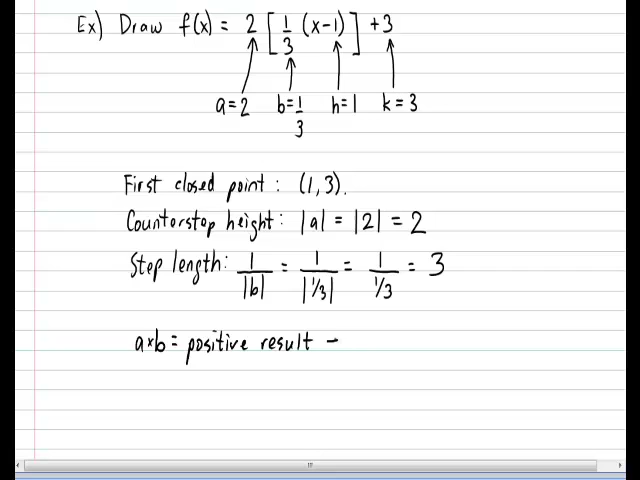 Ex) Draw f(x) = 2 [ 1/3 (x-1) ] +3
a=2 b=1/3 h=1 k=3
First closed point: (1,3).
Counterstep height: |a| = |2| = 2
Step length: 1/|b| = 1/|1/3| = 1/1/3 = 3
a×b = positive result -